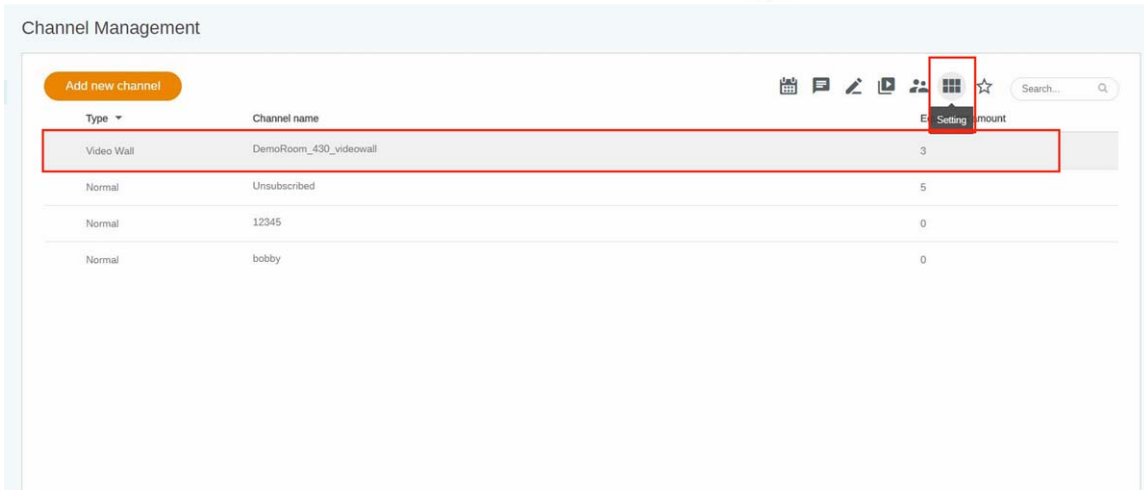 Channel Management
Add new channel
Search...
Type Channel name mount
Setting
Video Wall DemoRoom_430_videowall 3
Normal Unsubscribed 5
Normal 12345 0
Normal bobby 0